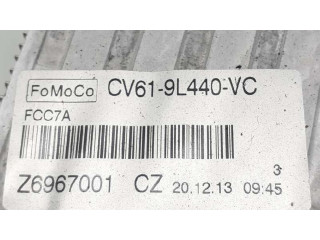 FoMoCo CV61-9L440-VC
FCC7A
3
Z6967001 CZ 20.12.13 09:45